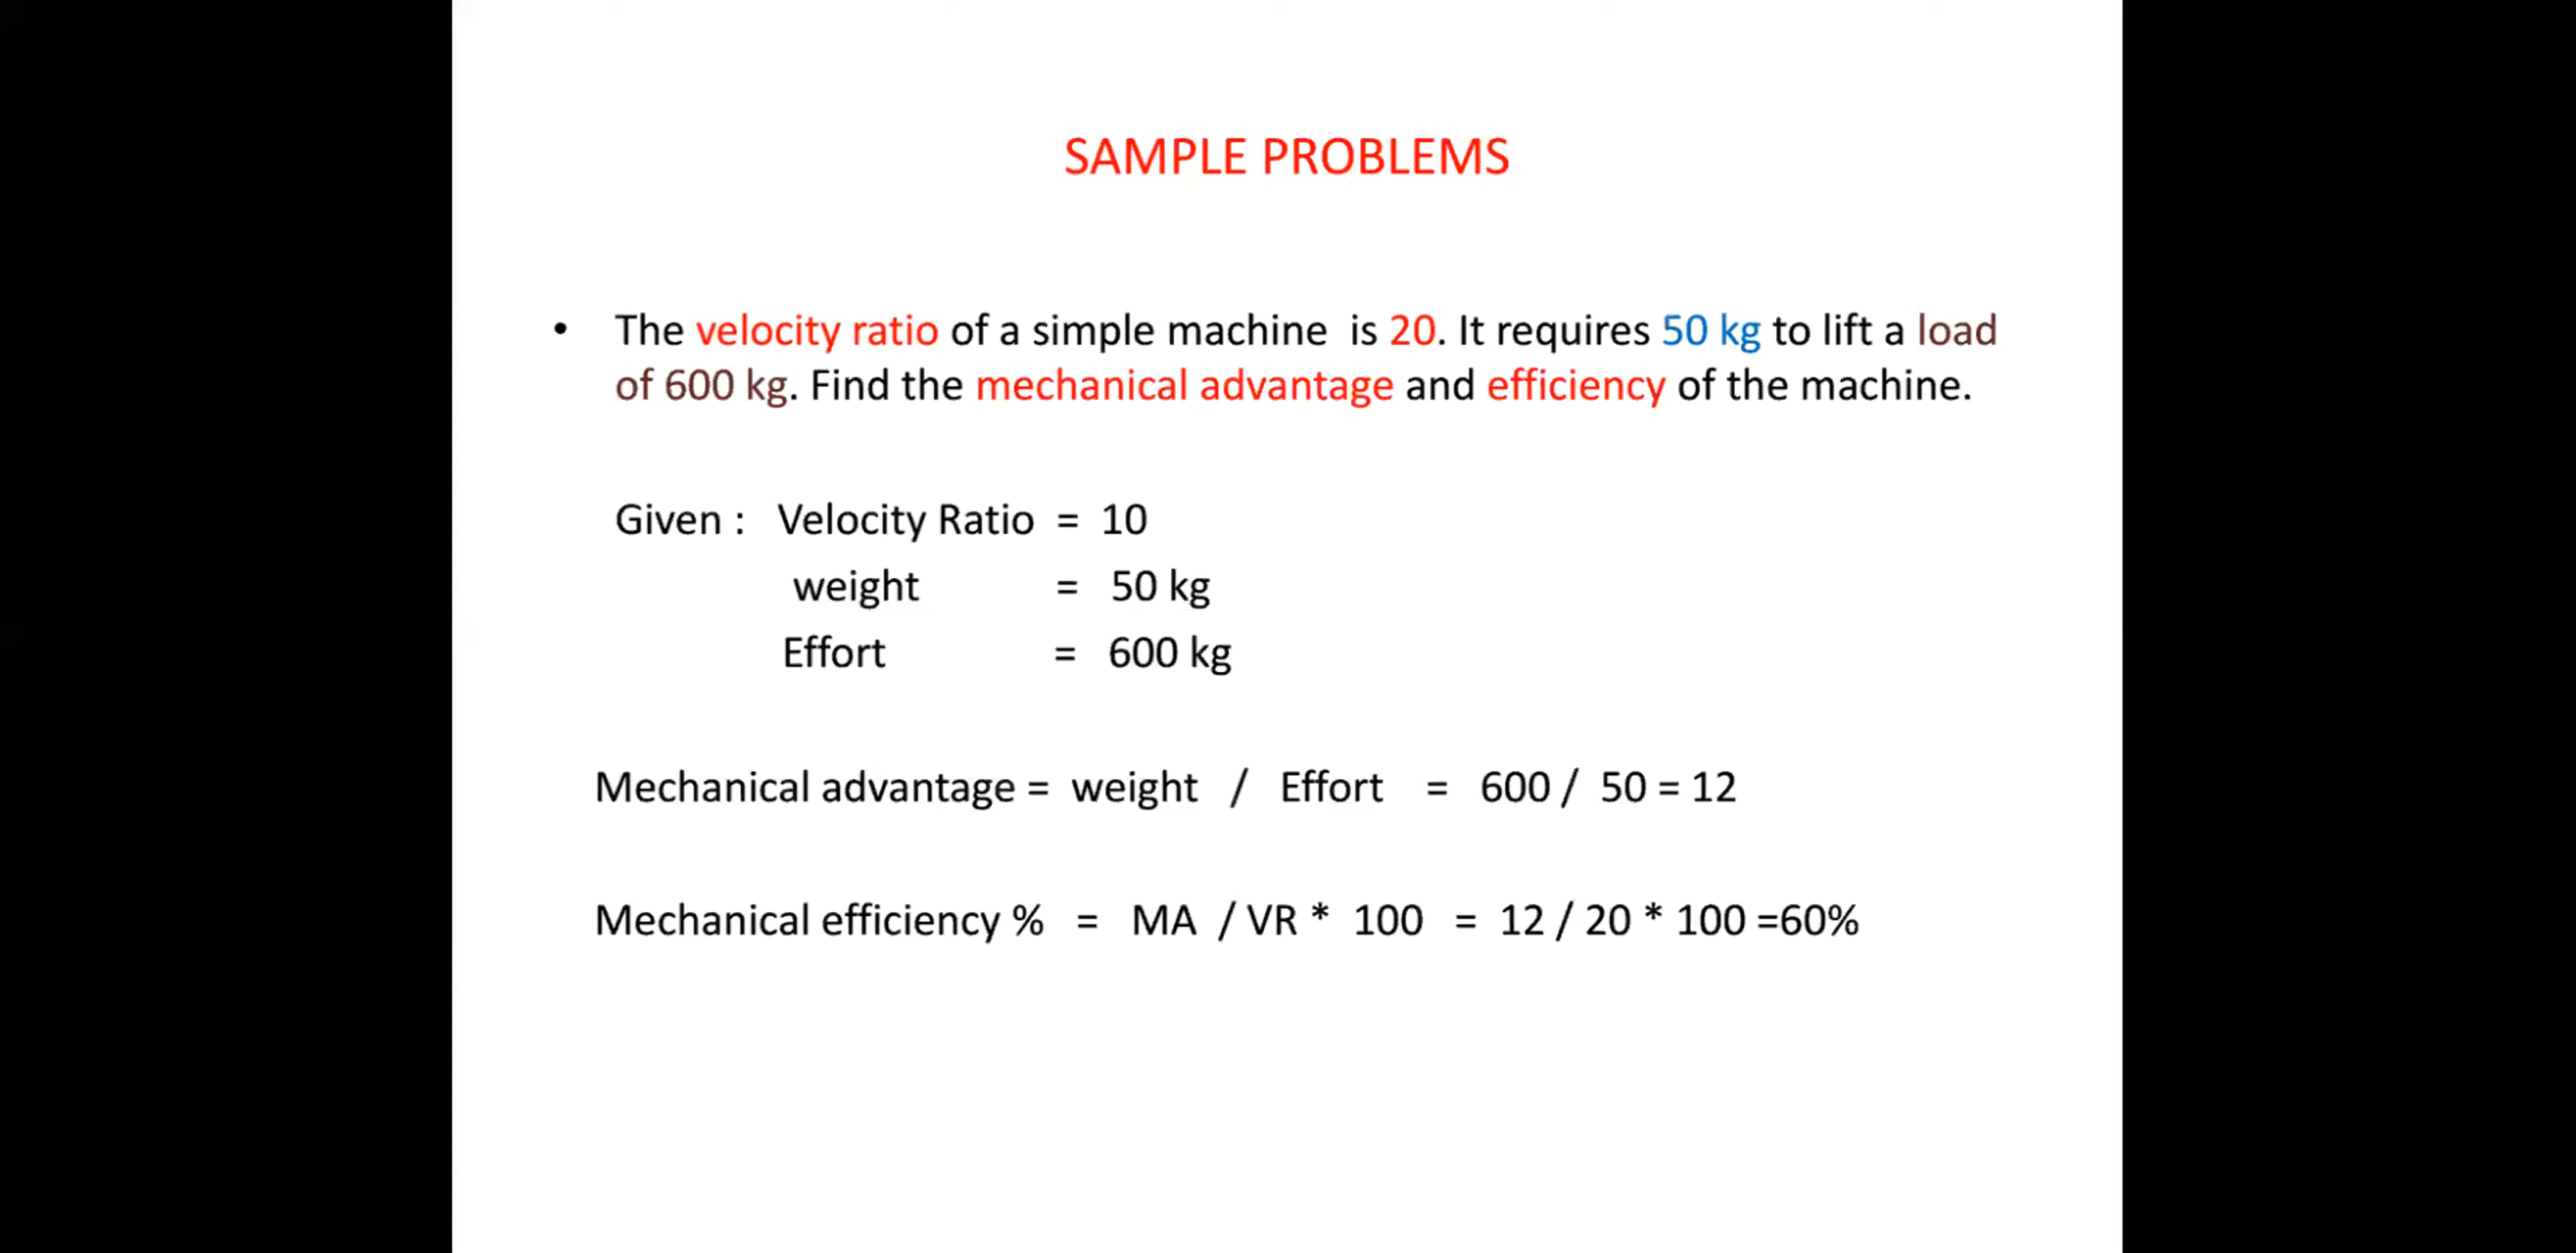 SAMPLE PROBLEMS
• The velocity ratio of a simple machine is 20. It requires 50 kg to lift a load
of 600 kg. Find the mechanical advantage and efficiency of the machine.
Given : Velocity Ratio = 10
weight = 50 kg
Effort = 600 kg
Mechanical advantage = weight / Effort = 600 / 50 = 12
Mechanical efficiency % = MA / VR * 100 = 12 / 20 * 100 =60%